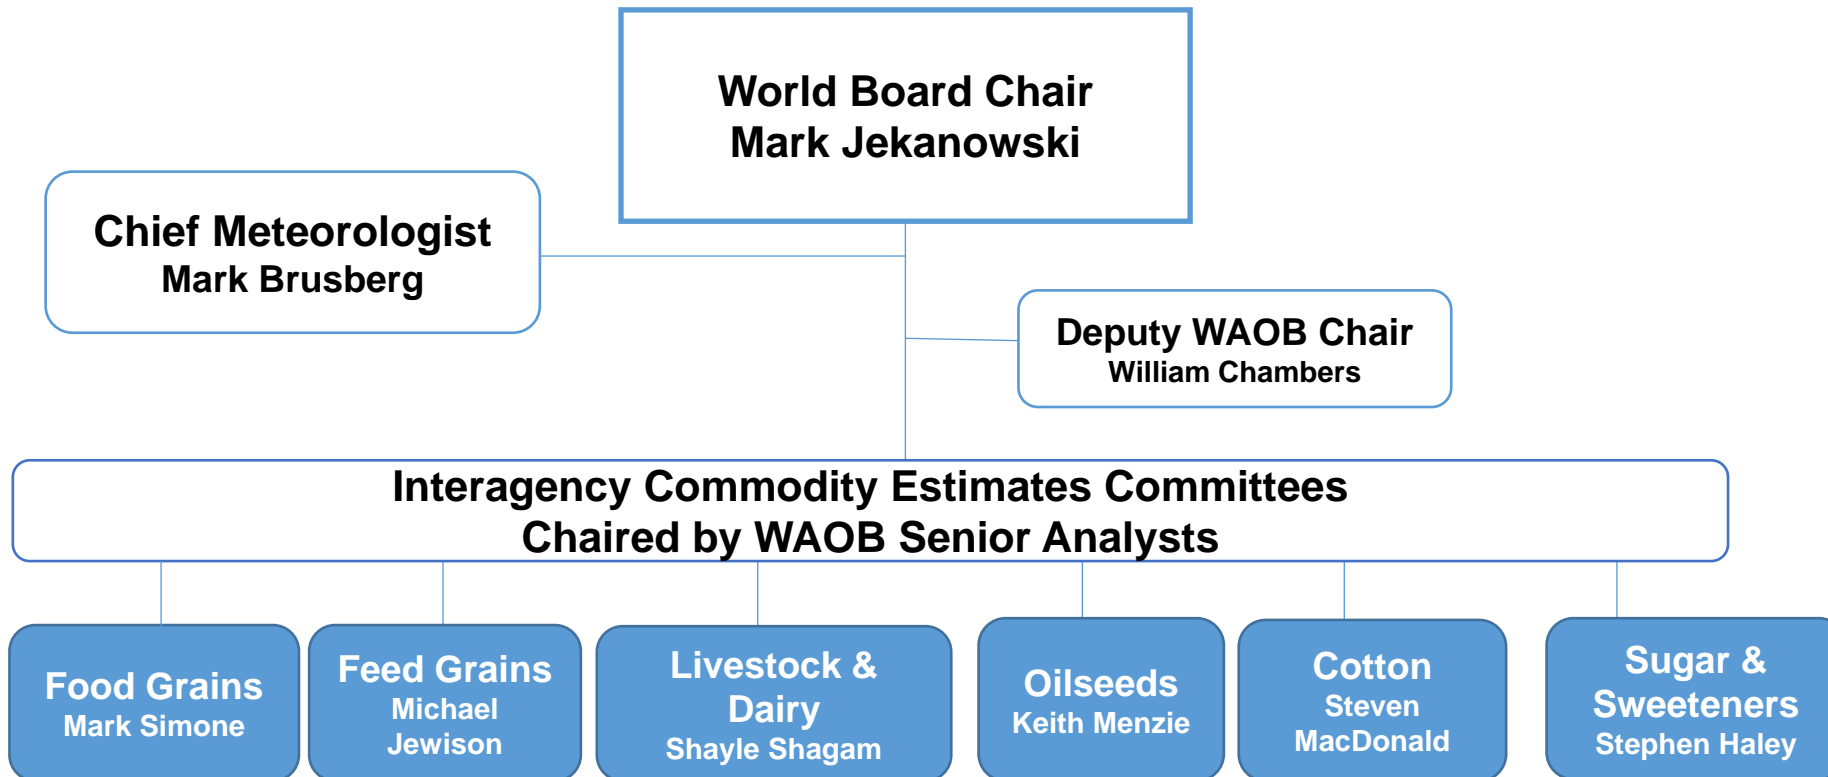 World Board Chair
Mark Jekanowski
Chief Meteorologist
Mark Brusberg
Deputy WAOB Chair
William Chambers
Interagency Commodity Estimates Committees
Chaired by WAOB Senior Analysts
Food Grains
Mark Simone
Feed Grains
Michael
Jewison
Livestock &
Dairy
Shayle Shagam
Oilseeds
Keith Menzie
Cotton
Steven
MacDonald
Sugar &
Sweeteners
Stephen Haley